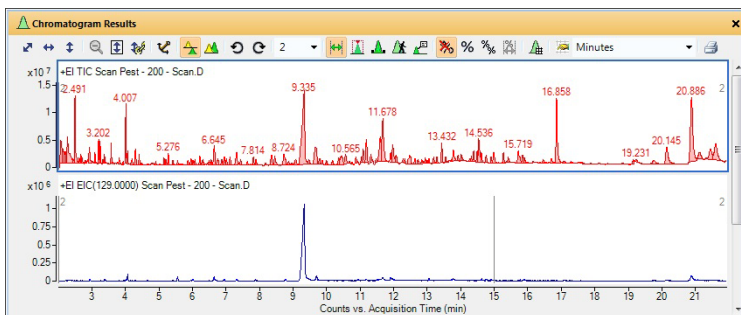 Chromatogram Results
2 Minutes
x10 7 +EI TIC Scan Pest - 200 - Scan.D
2 2
1.5
1
0.5
0
2.491 3.202 4.007 5.276 6.645 7.814 8.724 9.335 10.565 11.678 13.432 14.536 15.719 16.858 19.231 20.145 20.886
x10 6 +EI EIC(129.0000) Scan Pest - 200 - Scan.D
2 2
1
0.75
0.5
0.25
0
3 4 5 6 7 8 9 10 11 12 13 14 15 16 17 18 19 20 21
Counts vs. Acquisition Time (min)